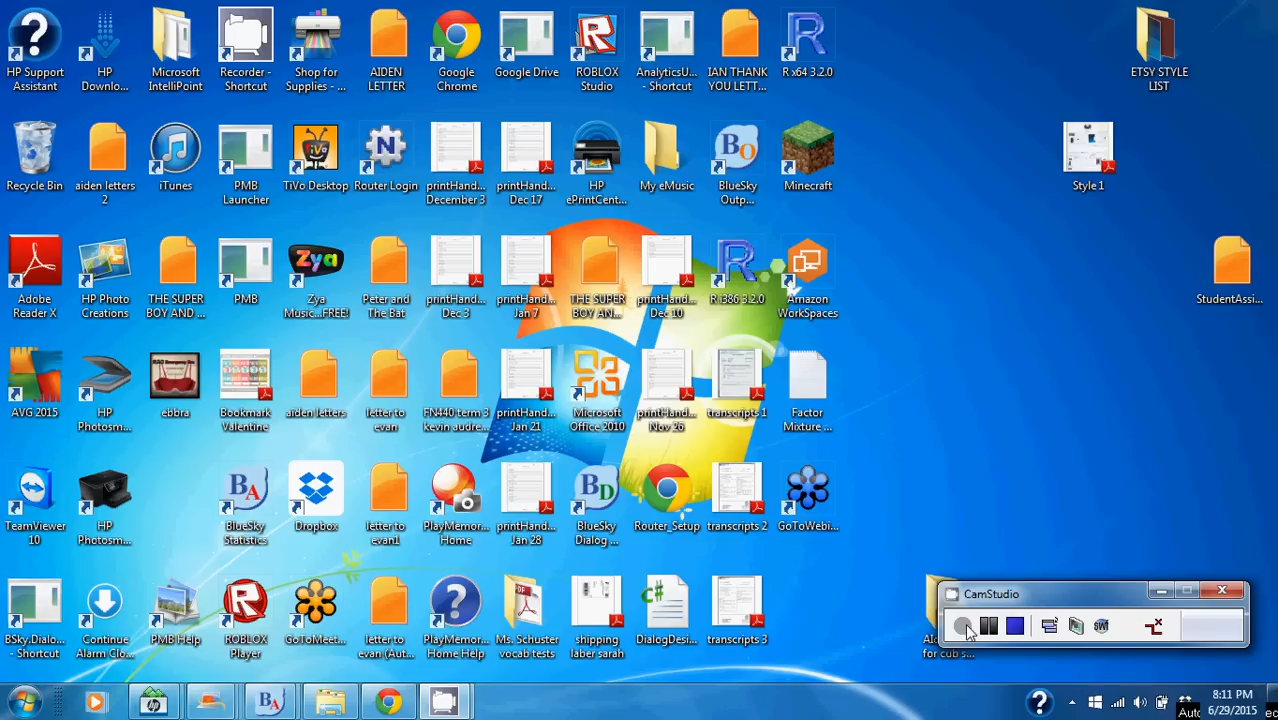 HP Support
Assistant
HP
Downlo...
Microsoft
IntelliPoint
Recorder -
Shortcut
Shop for
Supplies - ...
AIDEN
LETTER
Google
Chrome
Google Drive
ROBLOX
Studio
AnalyticsU...
- Shortcut
IAN THANK
YOU LETT...
R x64 3.2.0
ETSY STYLE
LIST
Recycle Bin
aiden letters
2
iTunes
PMB
Launcher
TiVo Desktop
Router Login
printHand...
December 3
printHand...
Dec 17
HP
ePrintCent...
My eMusic
BlueSky
Outp...
Minecraft
Style 1
Adobe
Reader X
HP Photo
Creations
THE SUPER
BOY AND ...
PMB
Zya
Zya
Music...FREE!
Peter and
The Bat
printHand...
Dec 3
printHand...
Jan 7
THE SUPER
BOY AN...
printHand...
Dec 10
R i386 3.2.0
Amazon
WorkSpaces
StudentAssi...
AVG 2015
HP
Photosm...
ebbra
Bookmark
Valentine
aiden letters
letter to
evan
FN440 term 3
kevin audre...
printHand...
Jan 21
Microsoft
Office 2010
printHand...
Nov 26
transcripts 1
Factor
Mixture ...
TeamViewer
10
HP
Photosm...
BlueSky
Statistics
Dropbox
letter to
evan1
PlayMemor...
Home
printHand...
Jan 28
BlueSky
Dialog ...
Router_Setup
transcripts 2
GoToWebi...
BSky.Dialo...
- Shortcut
Continue
Alarm Clo...
PMB Help
ROBLOX
Player
GoToMeet...
letter to
evan (Aut...
PlayMemor...
Home Help
Ms. Schuster
vocab tests
shipping
laber sarah
DialogDesi...
transcripts 3
for cub s...
CamStudio
8:11 PM
6/29/2015